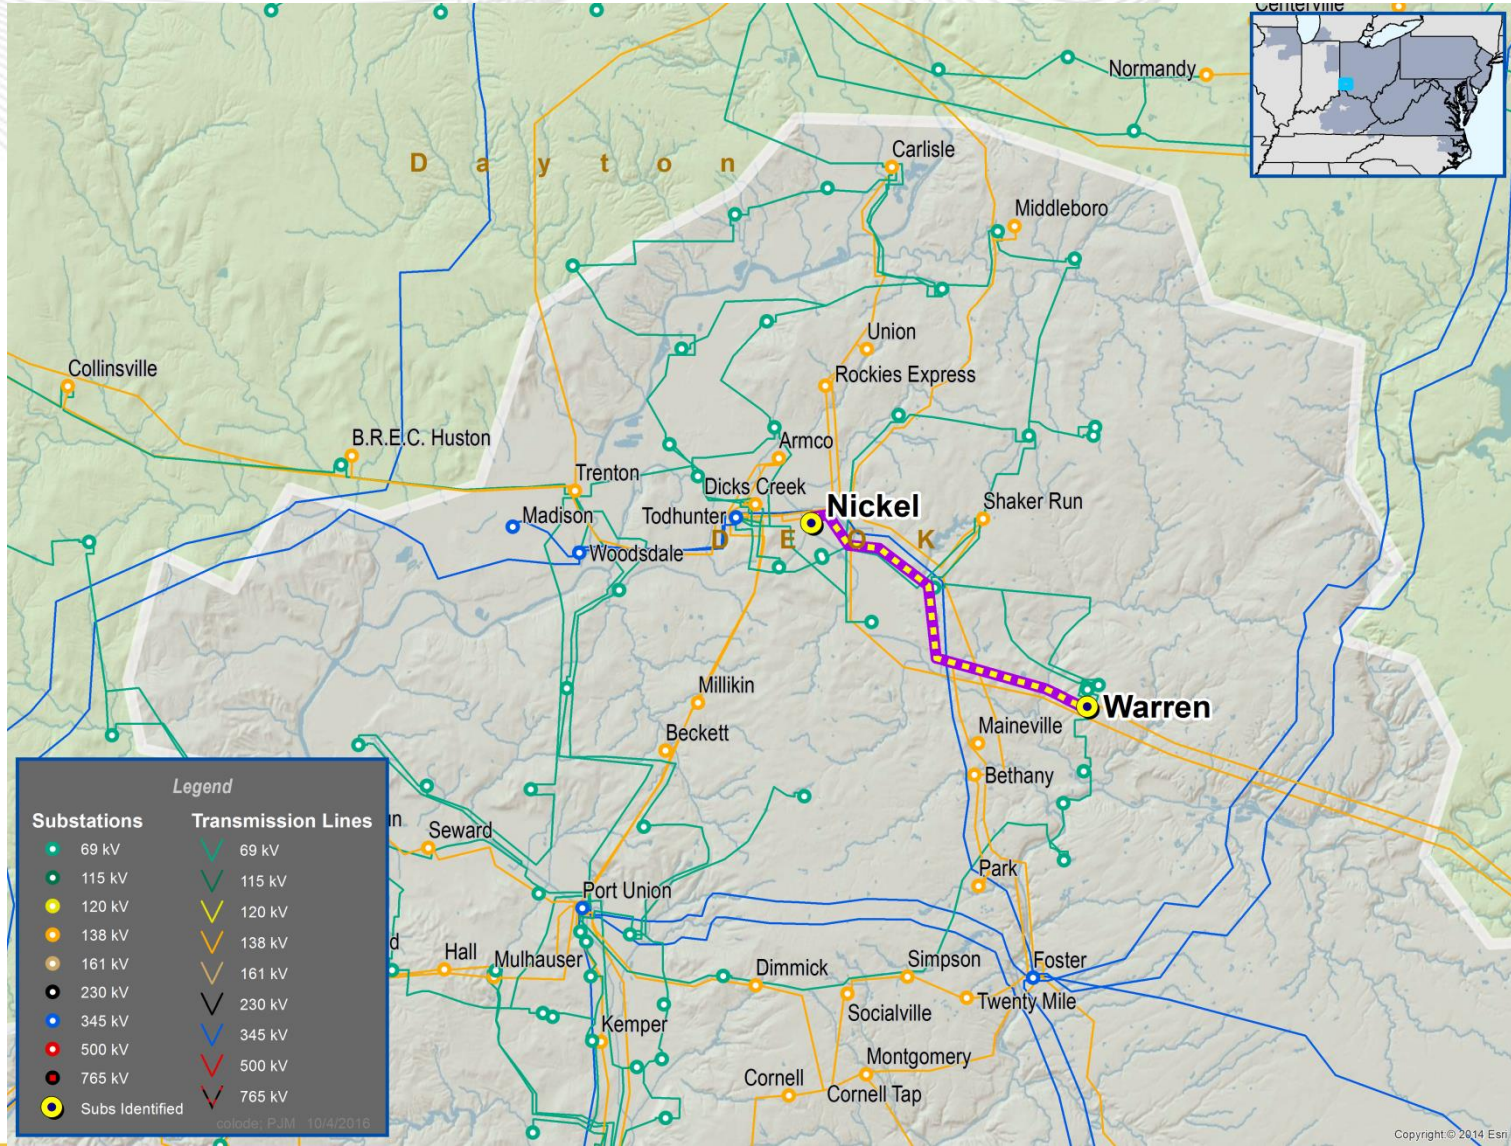 Centerville
Normandy
Dayton
Carlisle
Middleboro
Union
Rockies Express
Collinsville
B.R.E.C. Huston
Armco
Trenton
Dicks Creek
Nickel
Shaker Run
Madison
Todhunter
DEOK
Woodsdale
Millikin
Warren
Beckett
Maineville
Bethany
Seward
Park
Port Union
Hall
Mulhauser
Dimmick
Simpson
Foster
Twenty Mile
Socialville
Kemper
Montgomery
Cornell
Cornell Tap
Legend
Substations
Transmission Lines
69 kV
69 kV
115 kV
115 kV
120 kV
120 kV
138 kV
138 kV
161 kV
161 kV
230 kV
230 kV
345 kV
345 kV
500 kV
500 kV
765 kV
765 kV
Subs Identified
colode; PJM 10/4/2016
Copyright:© 2014 Esri